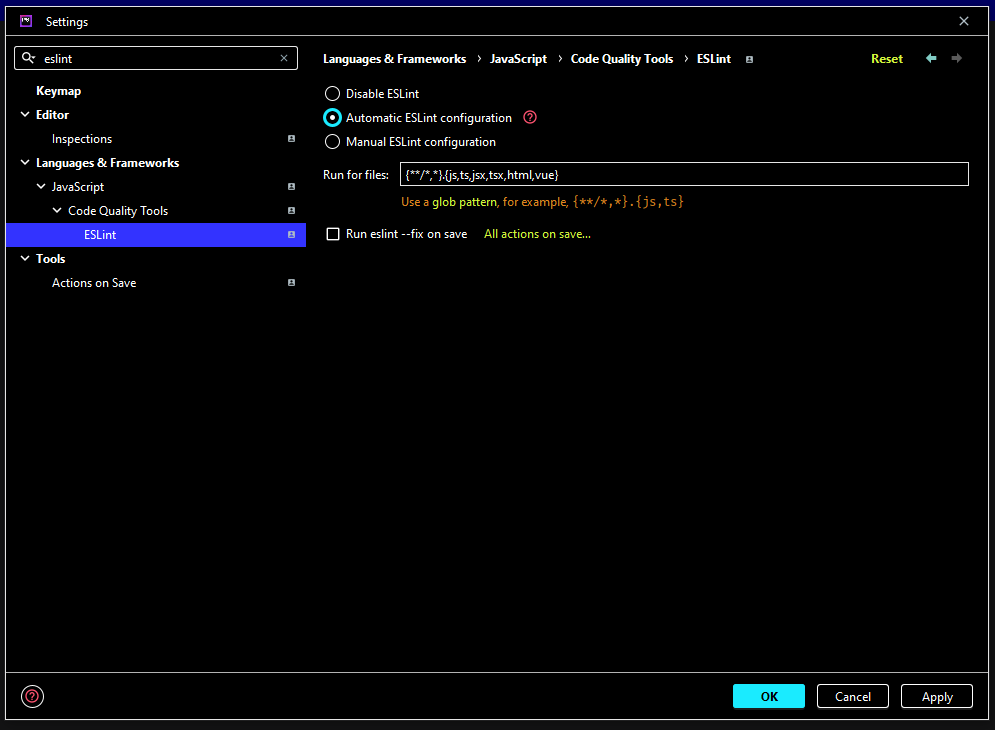 Settings
eslint
Languages & Frameworks › JavaScript › Code Quality Tools › ESLint
Reset
Keymap
Editor
Inspections
Languages & Frameworks
JavaScript
Code Quality Tools
ESLint
Tools
Actions on Save
Disable ESLint
Automatic ESLint configuration
Manual ESLint configuration
Run for files: {**/*,*}.{js,ts,jsx,tsx,html,vue}
Use a glob pattern, for example, {**/*,*}.{js,ts}
Run eslint --fix on save All actions on save...
OK Cancel Apply